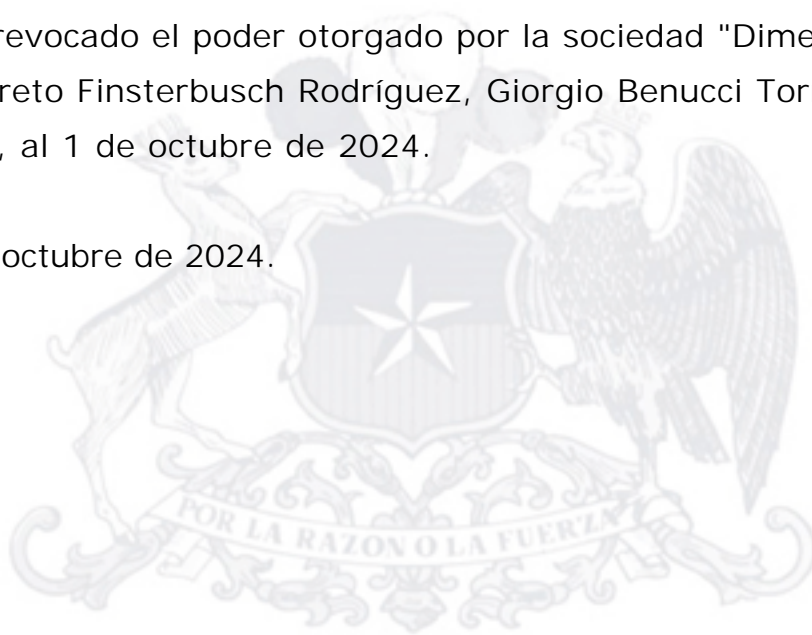 revocado el poder otorgado por la sociedad "Dime
reto Finsterbusch Rodríguez, Giorgio Benucci Tor
, al 1 de octubre de 2024.
octubre de 2024.
POR LA RAZON O LA FUERZA